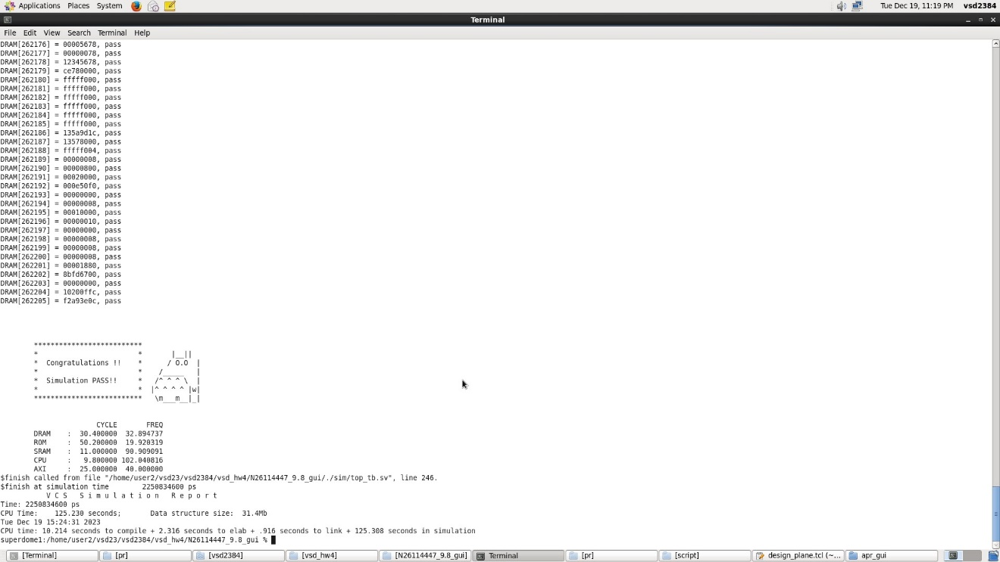 Applications Places System Tue Dec 19, 11:19 PM vsd2384
Terminal
File Edit View Search Terminal Help
DRAM[262176] = 00005678, pass
DRAM[262177] = 00000078, pass
DRAM[262178] = 12345678, pass
DRAM[262179] = ce780000, pass
DRAM[262180] = fffff000, pass
DRAM[262181] = fffff000, pass
DRAM[262182] = fffff000, pass
DRAM[262183] = fffff000, pass
DRAM[262184] = fffff000, pass
DRAM[262185] = fffff000, pass
DRAM[262186] = 135a9d1c, pass
DRAM[262187] = 13578000, pass
DRAM[262188] = fffff004, pass
DRAM[262189] = 00000008, pass
DRAM[262190] = 00000800, pass
DRAM[262191] = 00020000, pass
DRAM[262192] = 000e50f0, pass
DRAM[262193] = 00000000, pass
DRAM[262194] = 00000008, pass
DRAM[262195] = 00010000, pass
DRAM[262196] = 00000010, pass
DRAM[262197] = 00000000, pass
DRAM[262198] = 00000008, pass
DRAM[262199] = 00000008, pass
DRAM[262200] = 00000008, pass
DRAM[262201] = 00001880, pass
DRAM[262202] = 8bfd6700, pass
DRAM[262203] = 00000000, pass
DRAM[262204] = 10200ffc, pass
DRAM[262205] = f2a93e0c, pass
**************************
*                        *       |__||
*  Congratulations !!    *      / O.O  |
*                        *    /_____   |
*  Simulation PASS!!     *   /^ ^ ^ \  |
*                        *  |^ ^ ^ ^ |w|
**************************   \m___m__|_|
CYCLE FREQ
DRAM : 30.400000 32.894737
ROM : 50.200000 19.920319
SRAM : 11.000000 90.909091
CPU : 9.800000 102.040816
AXI : 25.000000 40.000000
$finish called from file "/home/user2/vsd23/vsd2384/vsd_hw4/N26114447_9.8_gui/./sim/top_tb.sv", line 246.
$finish at simulation time 2250834600 ps
V C S S i m u l a t i o n R e p o r t
Time: 2250834600 ps
CPU Time: 125.230 seconds; Data structure size: 31.4Mb
Tue Dec 19 15:24:31 2023
CPU time: 10.214 seconds to compile + 2.316 seconds to elab + .916 seconds to link + 125.308 seconds in simulation
superdome1:/home/user2/vsd23/vsd2384/vsd_hw4/N26114447_9.8_gui %
[Terminal] [pr] [vsd2384] [vsd_hw4] [N26114447_9.8_gui] Terminal [pr] [script] design_plane.tcl (~... apr_gui